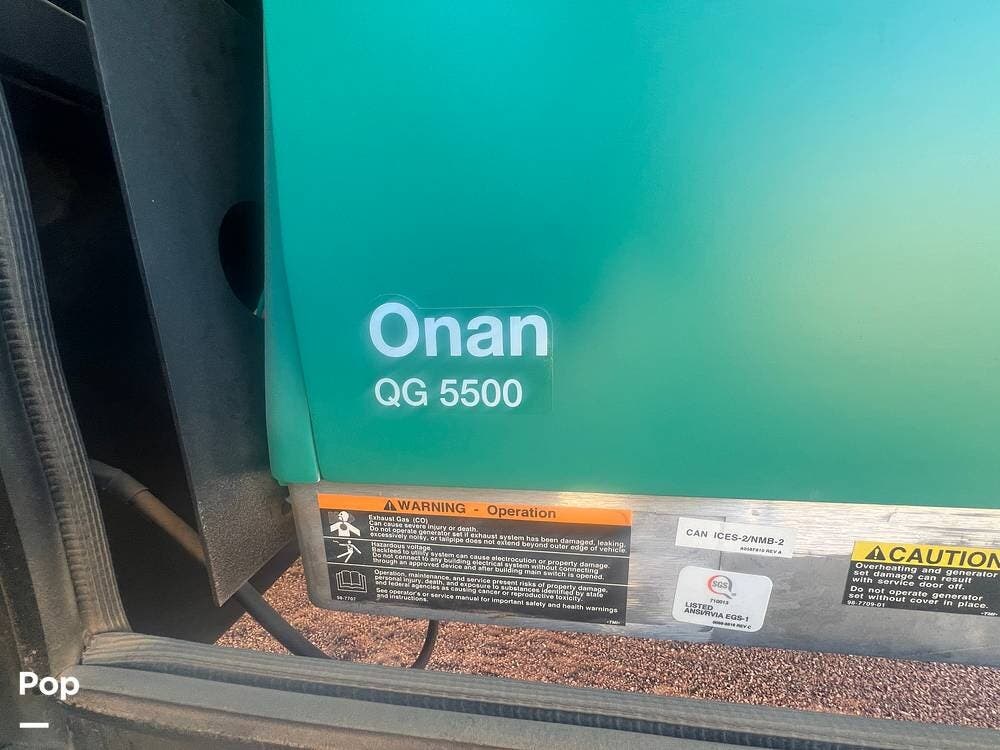 Onan
QG 5500
WARNING - Operation
Exhaust Gas (CO)
Can cause severe injury or death.
Do not operate generator set if exhaust system has been damaged, leaking,
excessively noisy, or tailpipe does not extend beyond outer edge of vehicle.
Hazardous voltage.
Backfeed to utility system can cause electrocution or property damage.
Do not connect to any building electrical system without connecting
through an approved device and after building main switch is opened.
Operation, maintenance, and service present risks of property damage,
personal injury, death, and exposure to substances identified by state
and federal agencies as causing cancer or reproductive toxicity.
See operator's or service manual for important safety and health warnings
and instructions.
98-7707
CAN ICES-2/NMB-2
A058F810 REV A
SGS
710013
LISTED
ANSI/RVIA EGS-1
REV C
CAUTION
Overheating and generator
set damage can result
with service door off.
Do not operate generator
set without cover in place.
98-7709-01
Pop